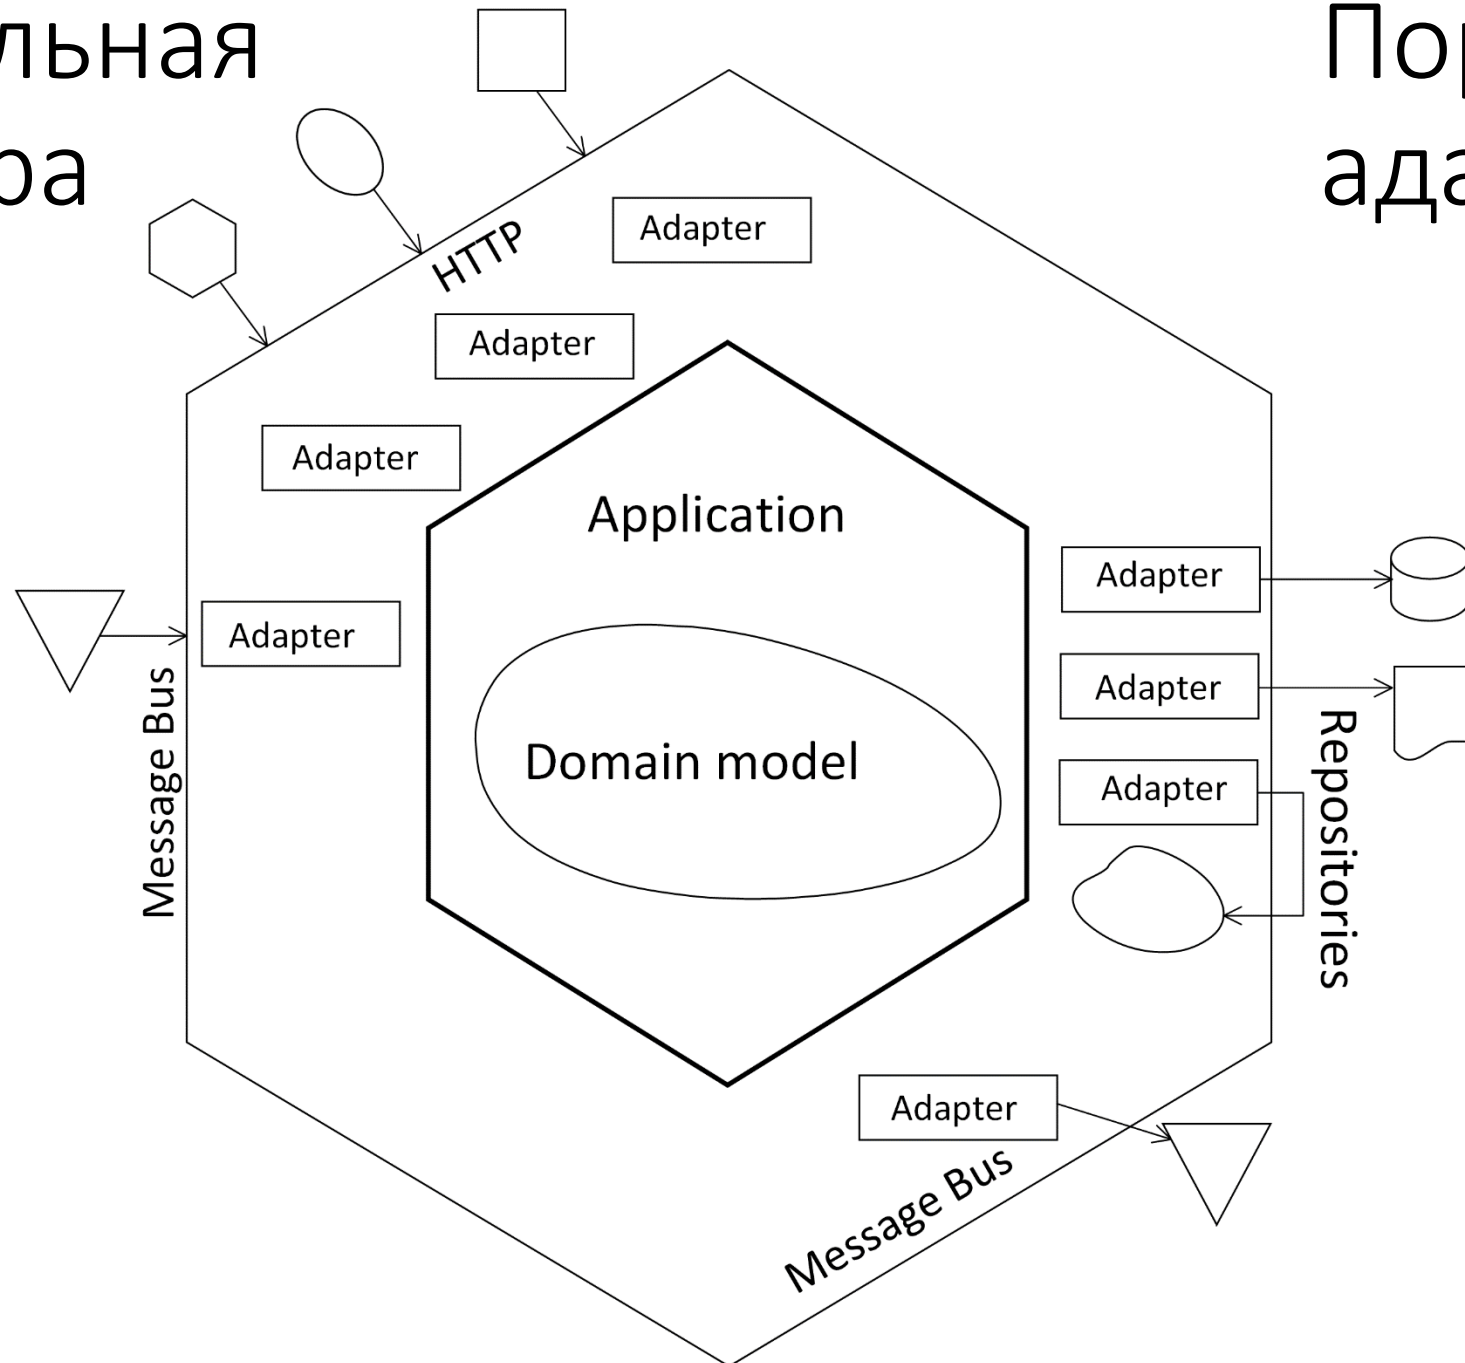 льная
ра
Пор
ада
HTTP
Adapter
Adapter
Adapter
Application
Adapter
Adapter
Message Bus
Adapter
Domain model
Adapter
Repositories
Adapter
Message Bus